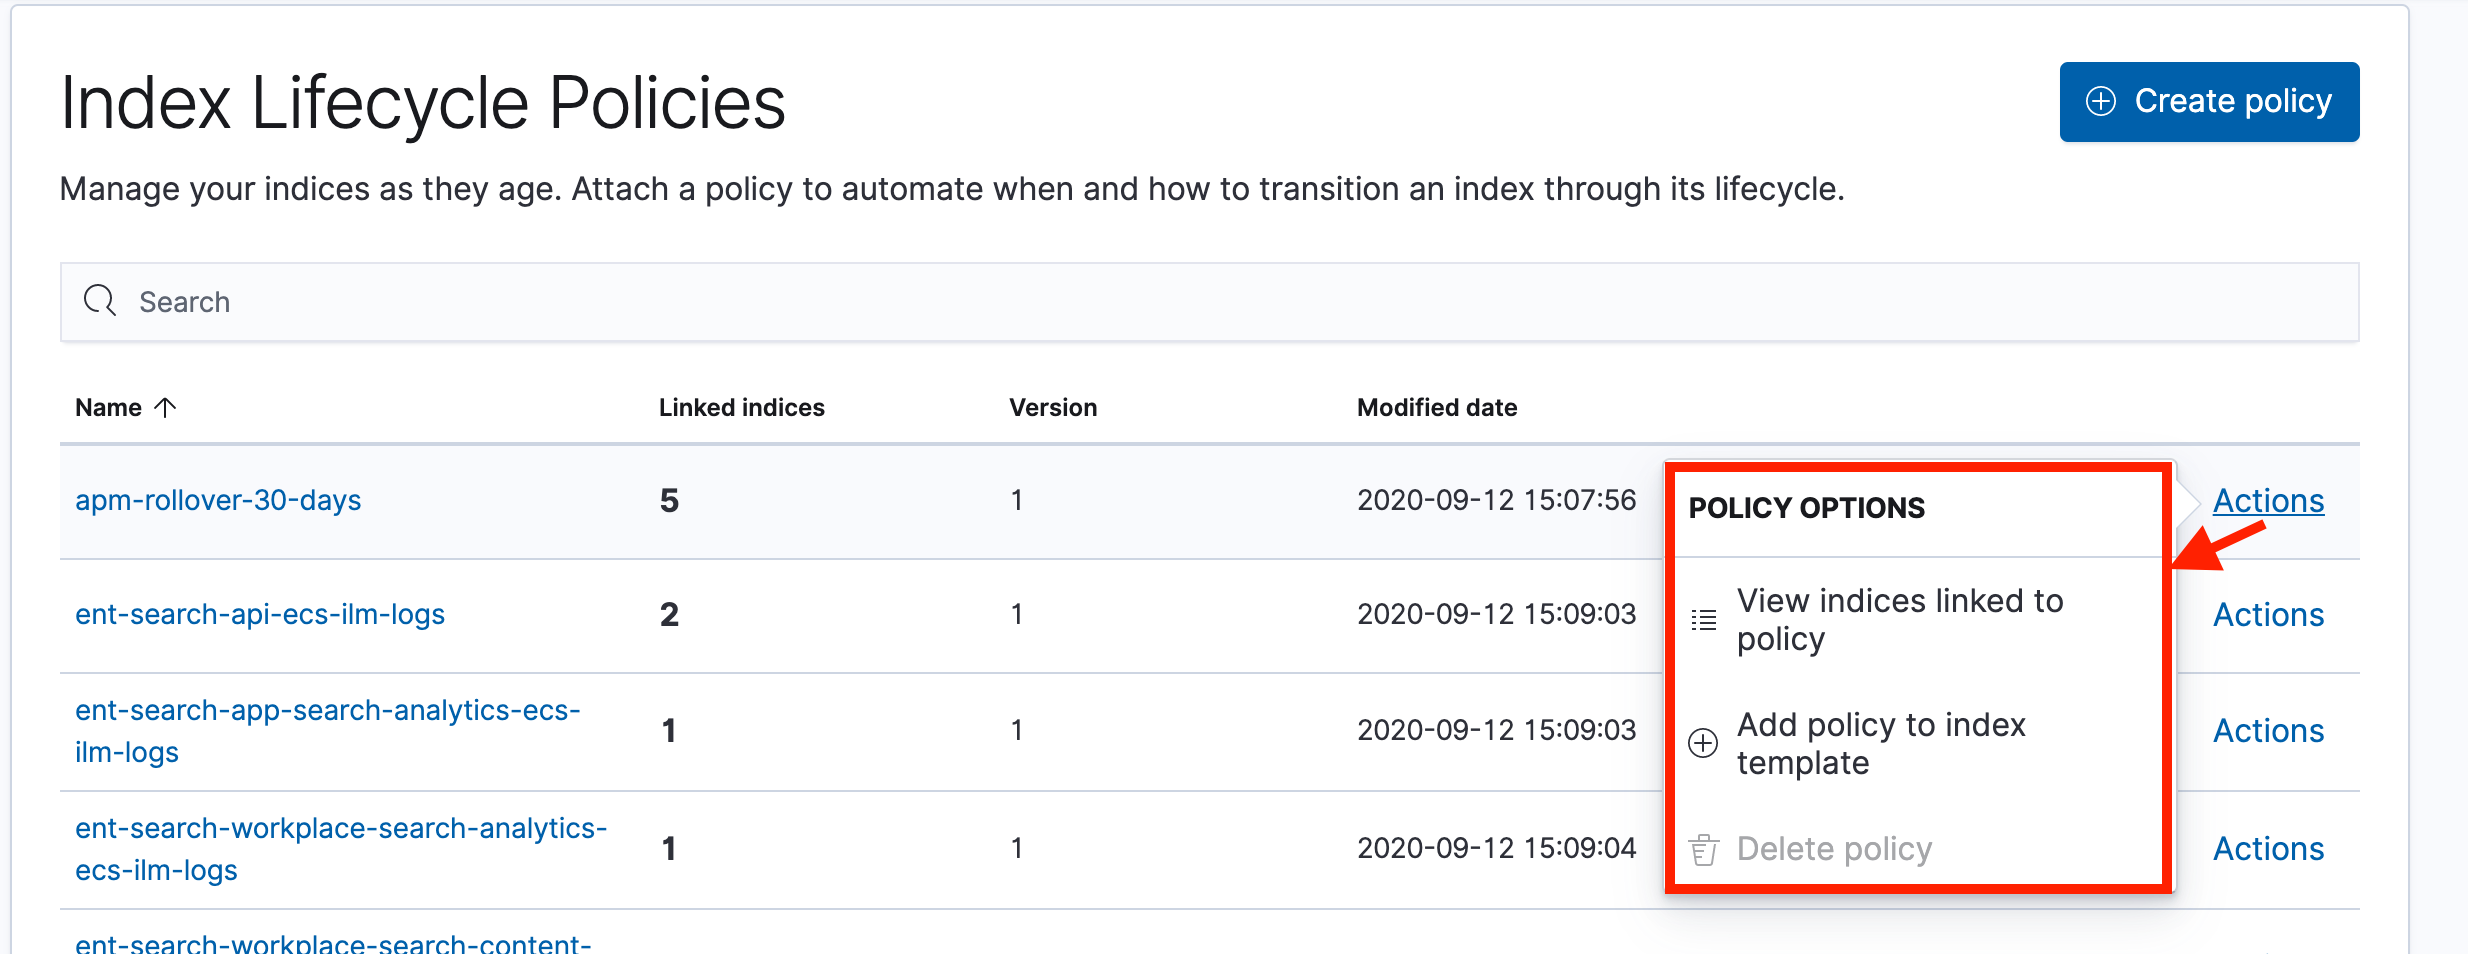 Index Lifecycle Policies
Create policy
Manage your indices as they age. Attach a policy to automate when and how to transition an index through its lifecycle.
Search
Name Linked indices Version Modified date
apm-rollover-30-days 5 1 2020-09-12 15:07:56 Actions
POLICY OPTIONS
View indices linked to
policy
Add policy to index
template
Delete policy
ent-search-api-ecs-ilm-logs 2 1 2020-09-12 15:09:03 Actions
ent-search-app-search-analytics-ecs-
ilm-logs
1 1 2020-09-12 15:09:03 Actions
ent-search-workplace-search-analytics-
ecs-ilm-logs
1 1 2020-09-12 15:09:04 Actions
ent-search-workplace-search-content-